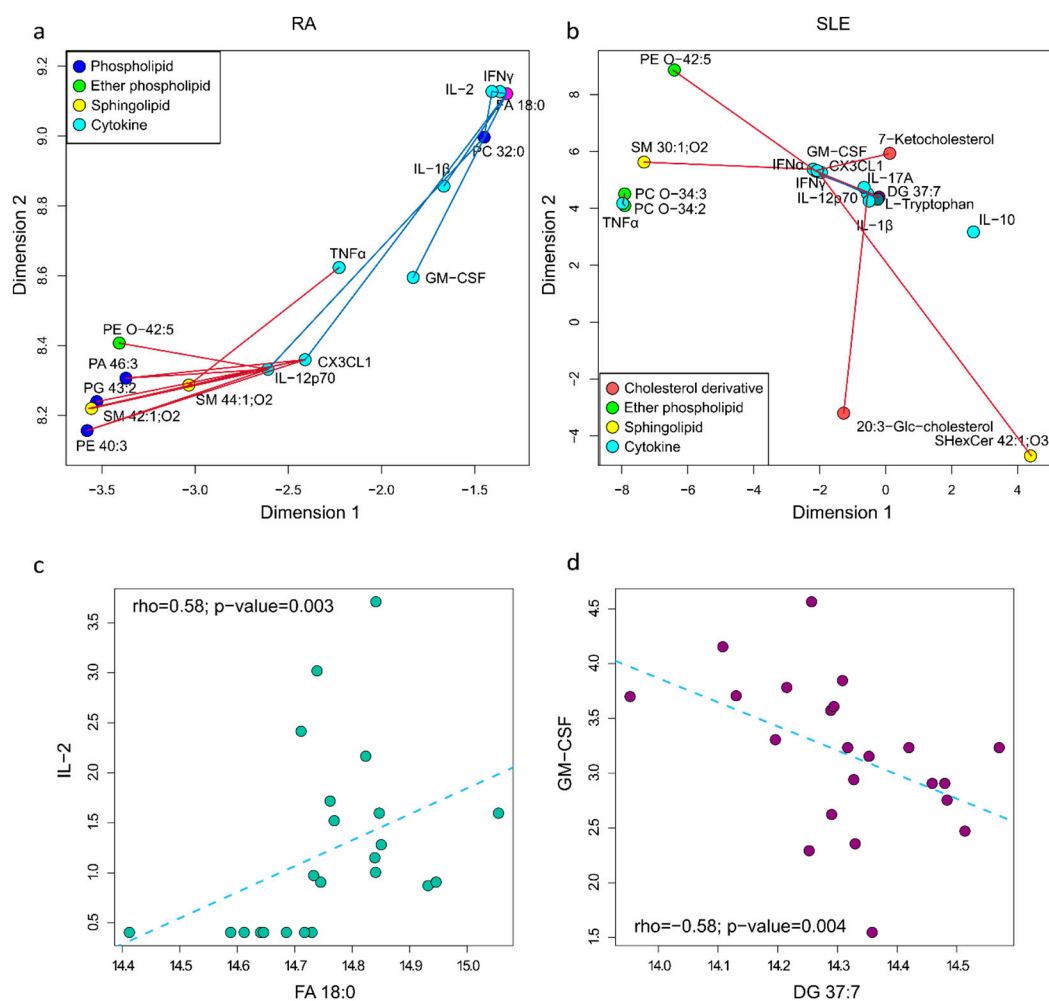 a
RA
Phospholipid
Ether phospholipid
Sphingolipid
Cytokine
IFNγ
IL−2
FA 18:0
PC 32:0
IL−1β
TNFα
GM−CSF
PE O−42:5
PA 46:3
PG 43:2
SM 42:1;O2
PE 40:3
SM 44:1;O2
IL−12p70
CX3CL1
9.2
9.0
8.8
8.6
8.4
8.2
Dimension 2
−3.5 −3.0 −2.5 −2.0 −1.5
Dimension 1
b
SLE
PE O−42:5
SM 30:1;O2
PC O−34:3
PC O−34:2
TNFα
7−Ketocholesterol
GM−CSF
IFNα
CX3CL1
IFNγ
IL−17A
IL−12p70
DG 37:7
L−Tryptophan
IL−1β
IL−10
20:3−Glc−cholesterol
SHexCer 42:1;O3
Cholesterol derivative
Ether phospholipid
Sphingolipid
Cytokine
8
6
4
2
0
−2
−4
Dimension 2
−8 −6 −4 −2 0 2 4
Dimension 1
c
rho=0.58; p−value=0.003
3.5
3.0
2.5
2.0
1.5
1.0
0.5
IL−2
14.4 14.5 14.6 14.7 14.8 14.9 15.0
FA 18:0
d
rho=−0.58; p−value=0.004
4.5
4.0
3.5
3.0
2.5
2.0
1.5
GM−CSF
14.0 14.1 14.2 14.3 14.4 14.5
DG 37:7